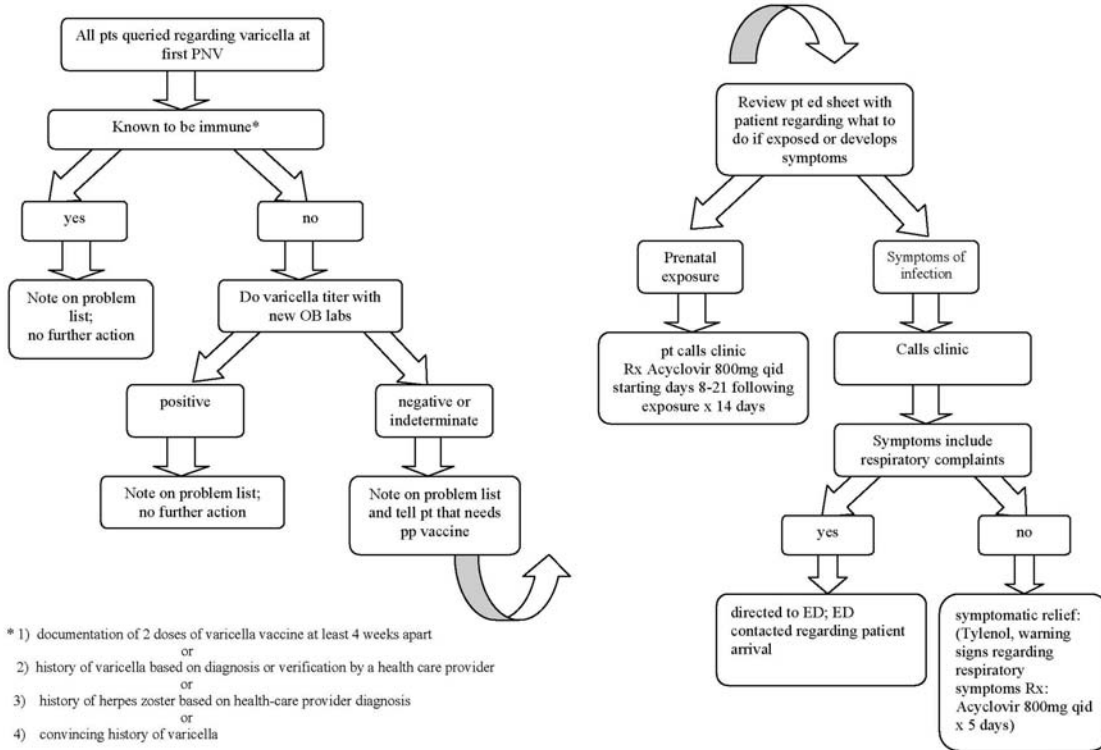 All pts queried regarding varicella at
first PNV
Known to be immune*
yes
no
Note on problem
list;
no further action
Do varicella titer with
new OB labs
positive
negative or
indeterminate
Note on problem list;
no further action
Note on problem list
and tell pt that needs
pp vaccine
* 1) documentation of 2 doses of varicella vaccine at least 4 weeks apart
or
2) history of varicella based on diagnosis or verification by a health care provider
or
3) history of herpes zoster based on health-care provider diagnosis
or
4) convincing history of varicella
Review pt ed sheet with
patient regarding what to
do if exposed or develops
symptoms
Prenatal
exposure
Symptoms of
infection
pt calls clinic
Rx Acyclovir 800mg qid
starting days 8-21 following
exposure x 14 days
Calls clinic
Symptoms include
respiratory complaints
yes
no
directed to ED; ED
contacted regarding patient
arrival
symptomatic relief:
(Tylenol, warning
signs regarding
respiratory
symptoms Rx:
Acyclovir 800mg qid
x 5 days)